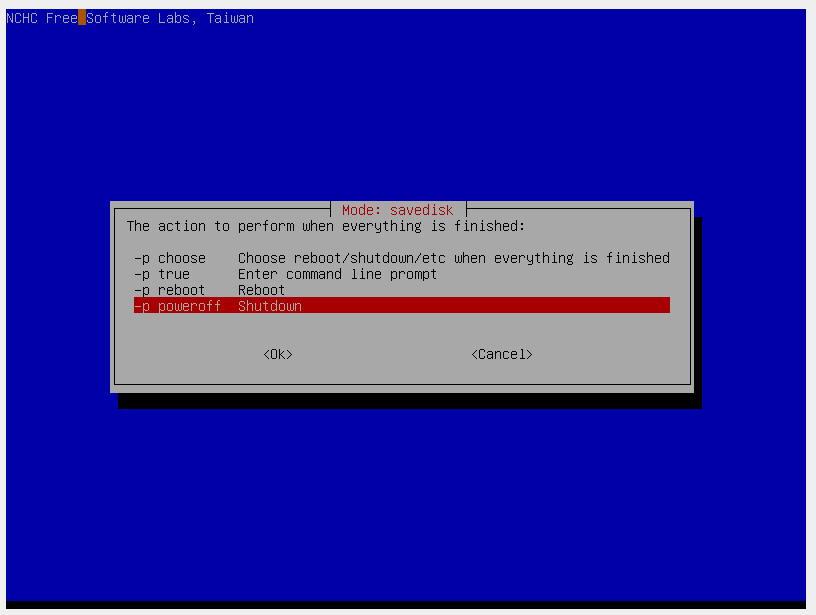 NCHC Free Software Labs, Taiwan
Mode: savedisk
The action to perform when everything is finished:
-p choose Choose reboot/shutdown/etc when everything is finished
-p true Enter command line prompt
-p reboot Reboot
-p poweroff Shutdown
<Ok> <Cancel>